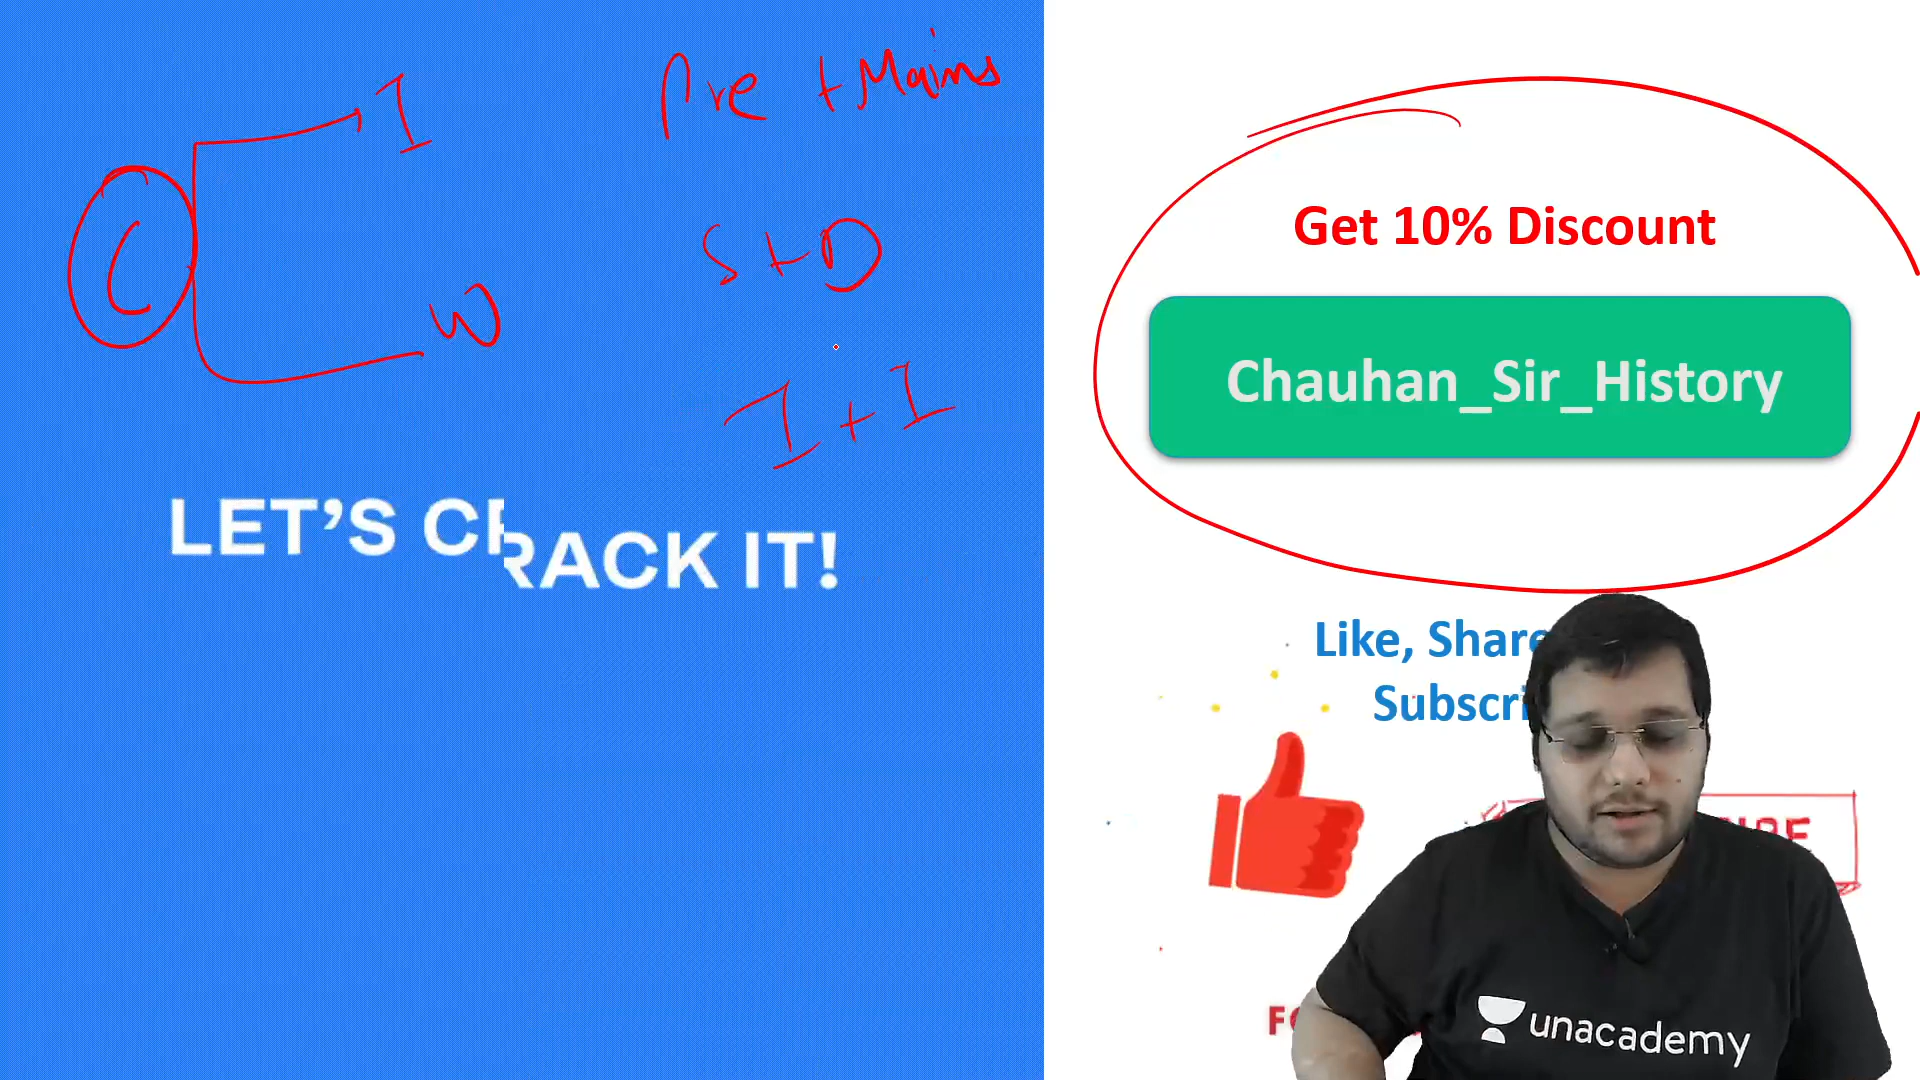 I
C
W
Pre + Mains
S + D
I + I
LET'S CRACK IT!
Get 10% Discount
Chauhan_Sir_History
Like, Share
Subscri
unacademy